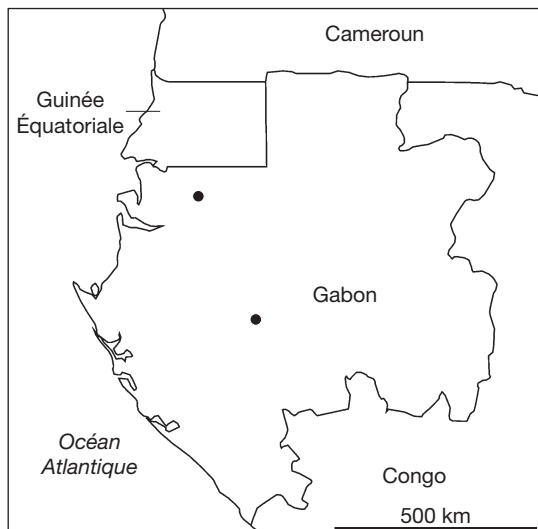 Cameroun
Guinée
Équatoriale
Gabon
Océan
Atlantique
Congo
500 km